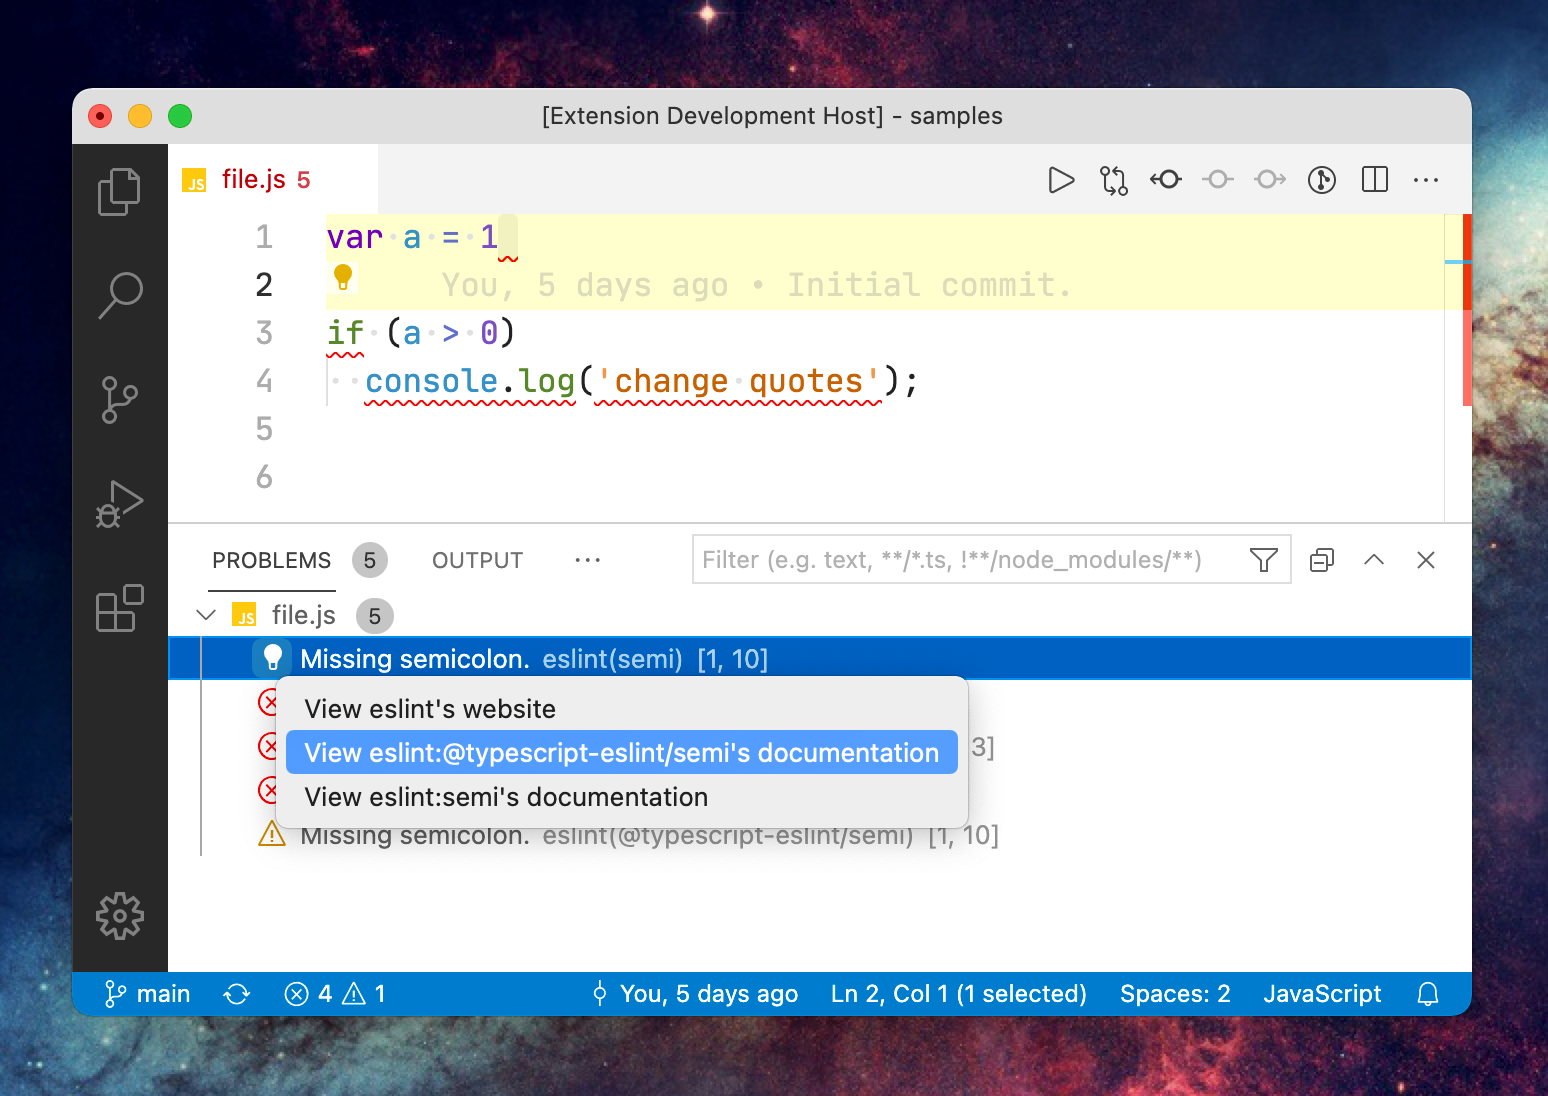 [Extension Development Host] - samples
JS file.js 5
1 var a = 1
2 You, 5 days ago • Initial commit.
3 if (a > 0)
4 console.log('change quotes');
5
6
PROBLEMS 5 OUTPUT ··· Filter (e.g. text, **/*.ts, !**/node_modules/**)
JS file.js 5
Missing semicolon. eslint(semi) [1, 10]
View eslint's website
View eslint:@typescript-eslint/semi's documentation
3]
View eslint:semi's documentation
Missing semicolon. eslint(@typescript-eslint/semi) [1, 10]
main 4 1 You, 5 days ago Ln 2, Col 1 (1 selected) Spaces: 2 JavaScript